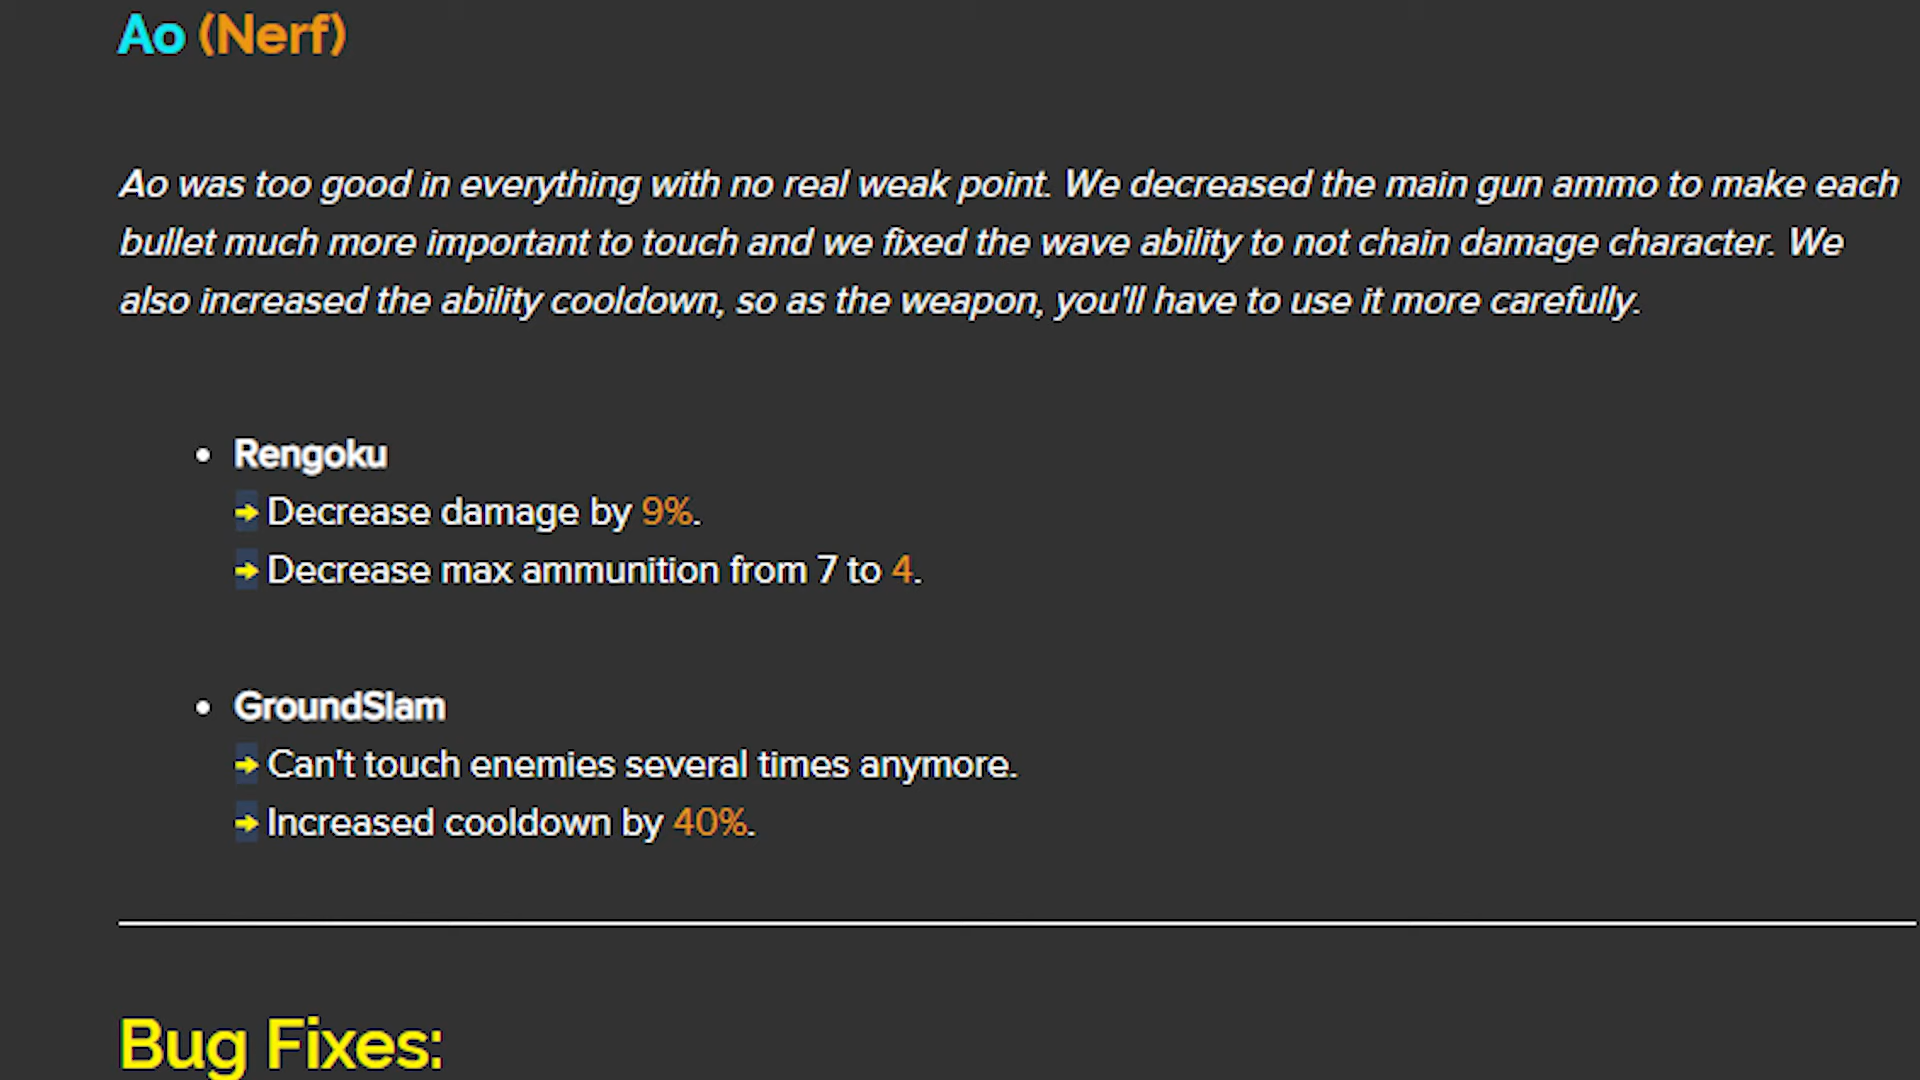 Ao (Nerf)
Ao was too good in everything with no real weak point. We decreased the main gun ammo to make each
bullet much more important to touch and we fixed the wave ability to not chain damage character. We
also increased the ability cooldown, so as the weapon, you'll have to use it more carefully.
• Rengoku
➔ Decrease damage by 9%.
➔ Decrease max ammunition from 7 to 4.
• GroundSlam
➔ Can't touch enemies several times anymore.
➔ Increased cooldown by 40%.
Bug Fixes: